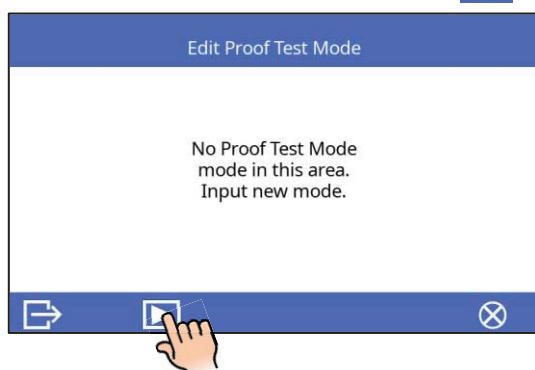 Edit Proof Test Mode
No Proof Test Mode
mode in this area.
Input new mode.